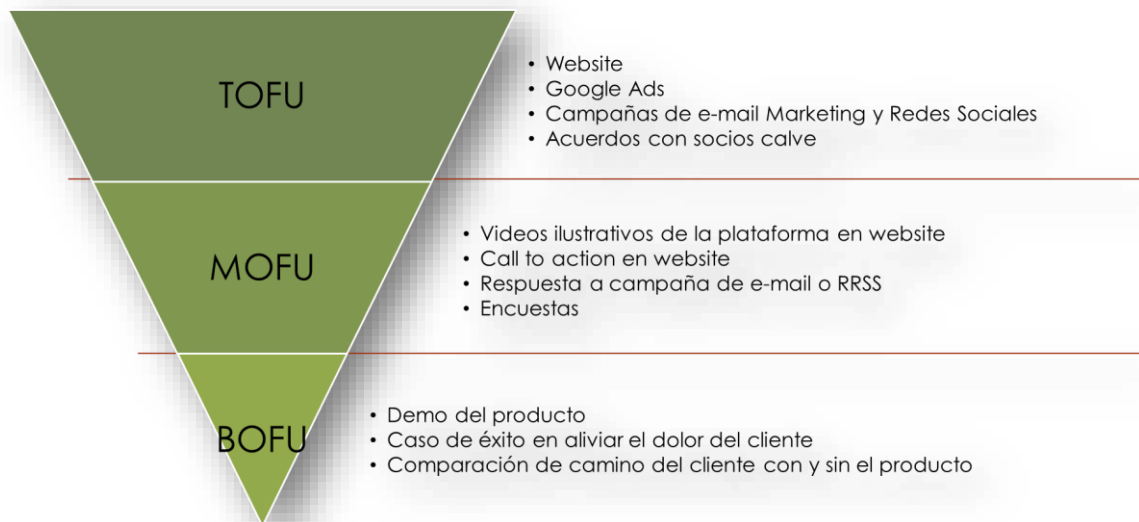 TOFU
• Website
• Google Ads
• Campañas de e-mail Marketing y Redes Sociales
• Acuerdos con socios calve
MOFU
• Videos ilustrativos de la plataforma en website
• Call to action en website
• Respuesta a campaña de e-mail o RRSS
• Encuestas
BOFU
• Demo del producto
• Caso de éxito en aliviar el dolor del cliente
• Comparación de camino del cliente con y sin el producto